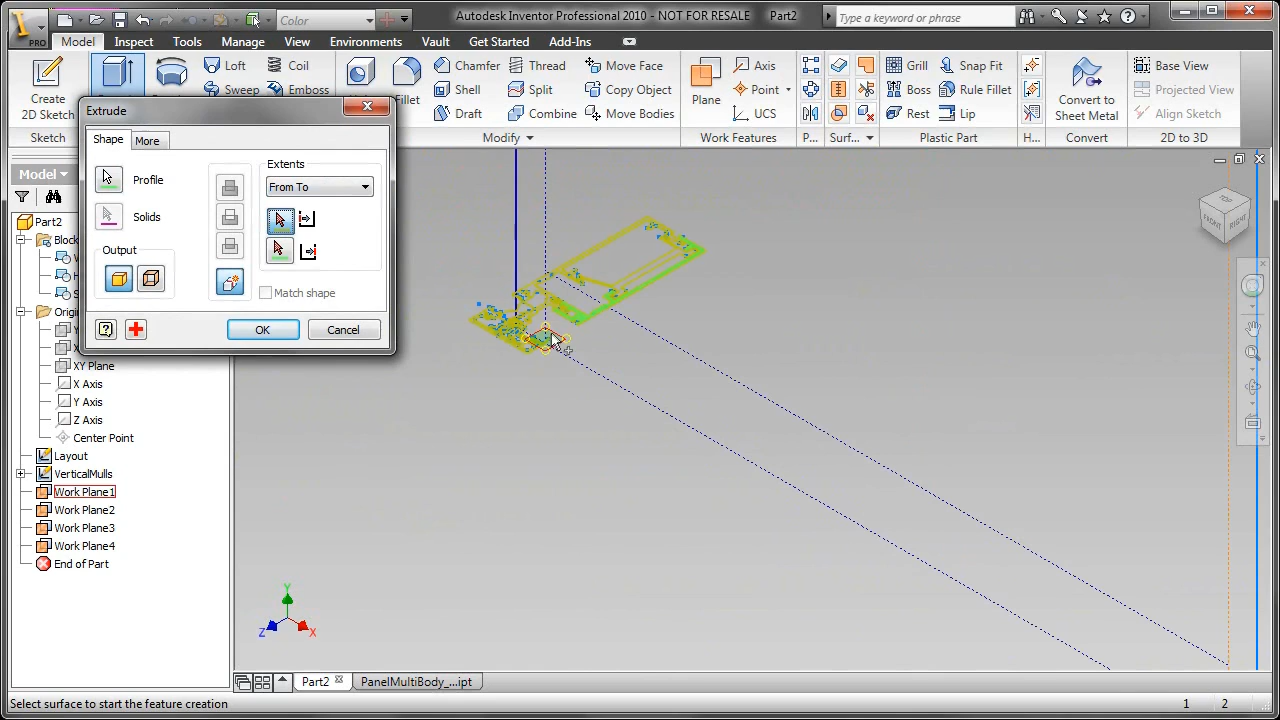 PRO
Color
Autodesk Inventor Professional 2010 - NOT FOR RESALE Part2
Type a keyword or phrase
Model Inspect Tools Manage View Environments Vault Get Started Add-Ins
Create
2D Sketch
Sketch
Loft
Coil
Sweep
Emboss
Fillet
Chamfer
Thread
Move Face
Shell
Split
Copy Object
Draft
Combine
Move Bodies
Modify
Plane
Axis
Point
UCS
Work Features
P...
Surf...
Grill
Snap Fit
Boss
Rule Fillet
Rest
Lip
Plastic Part
H...
Convert to
Sheet Metal
Convert
Base View
Projected View
Align Sketch
2D to 3D
Extrude
Shape
More
Profile
Solids
Output
Extents
From To
Match shape
OK
Cancel
Model
Part2
Block
Origin
XY Plane
X Axis
Y Axis
Z Axis
Center Point
Layout
VerticalMulls
Work Plane1
Work Plane2
Work Plane3
Work Plane4
End of Part
TOP
FRONT
RIGHT
Y
Z
X
Part2
PanelMultiBody_...ipt
Select surface to start the feature creation
1
2